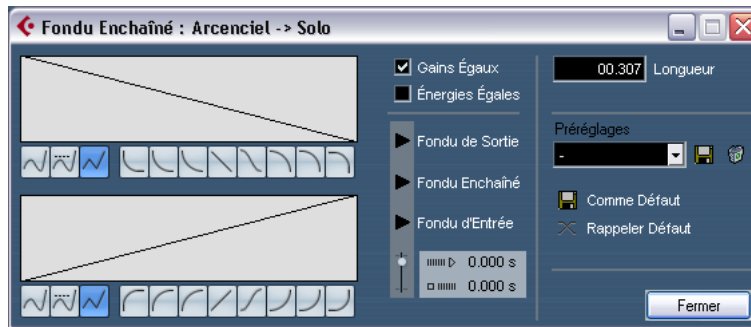 Fondu Enchaîné : Arcenciel -> Solo
Gains Égaux
Énergies Égales
00.307 Longueur
Fondu de Sortie
Fondu Enchaîné
Fondu d'Entrée
0.000 s
0.000 s
Préréglages
-
Comme Défaut
Rappeler Défaut
Fermer